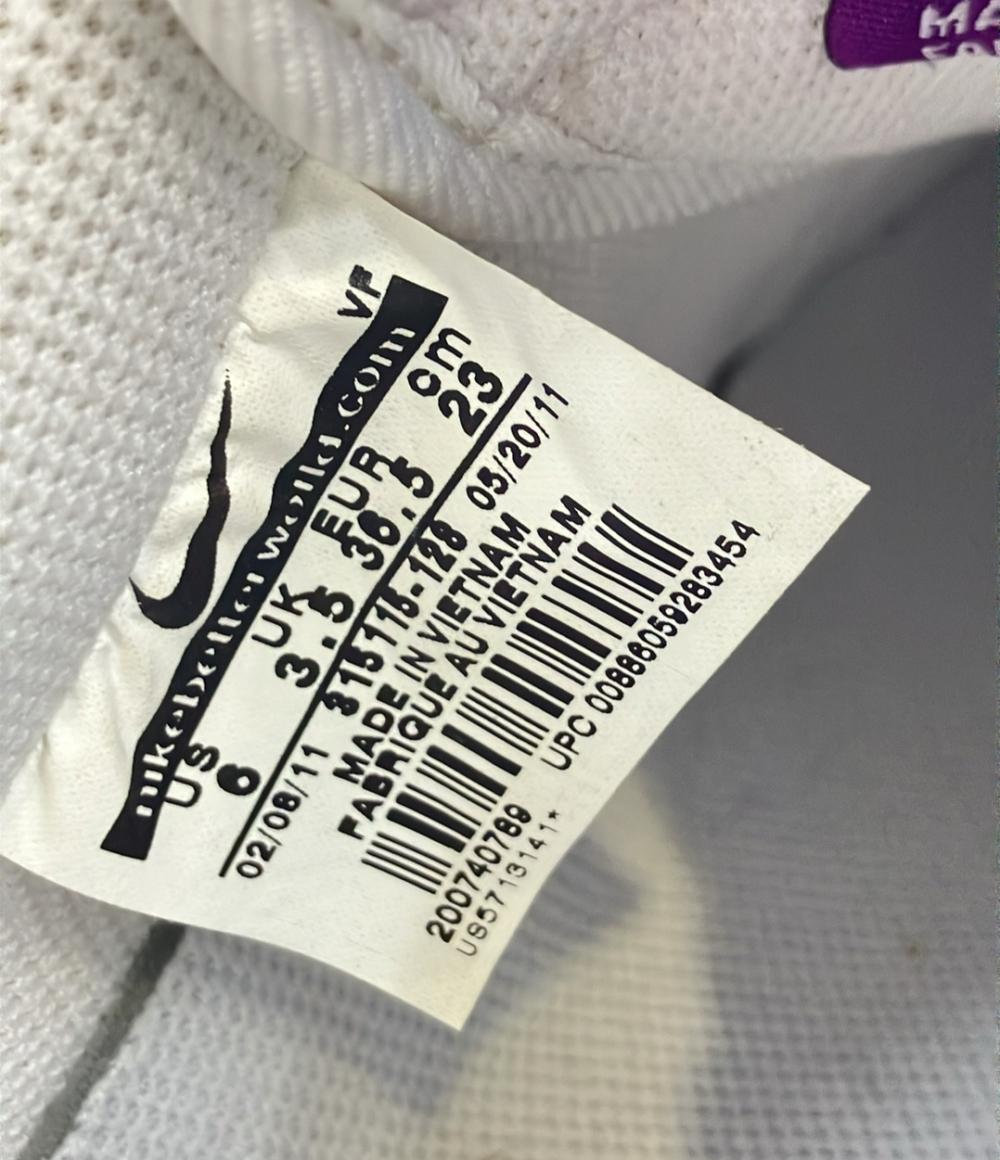 VF
nikebetterworld.com
US UK EUR cm
6 3.5 36.5 23
02/08/11 315115-128 05/20/11
MADE IN VIETNAM
FABRIQUE AU VIETNAM
UPC 00886059283454
200740789
US5713141*